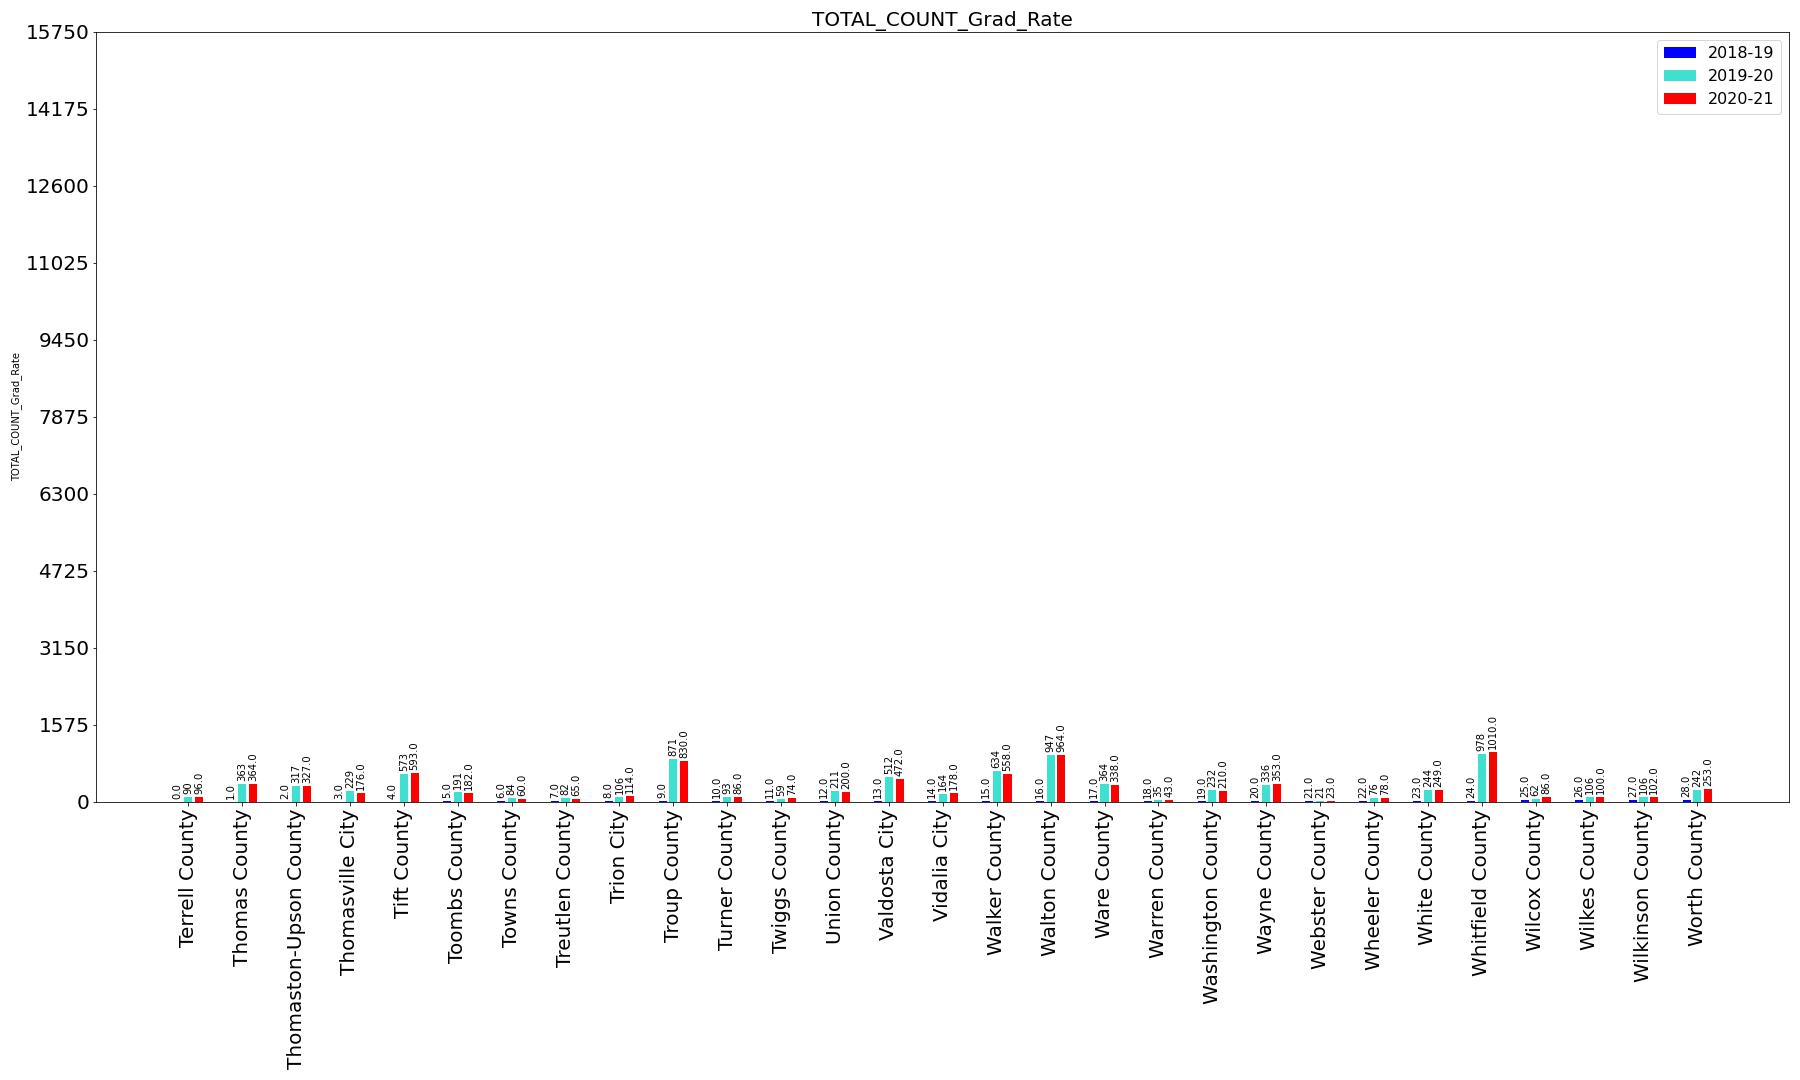 TOTAL_COUNT_Grad_Rate
15750
14175
12600
11025
9450
7875
6300
4725
3150
1575
0
TOTAL_COUNT_Grad_Rate
2018-19
2019-20
2020-21
0.0 90 96.0
1.0 363 364.0
2.0 317 327.0
3.0 229 176.0
4.0 573 593.0
5.0 191 182.0
6.0 84 60.0
7.0 82 65.0
8.0 106 114.0
9.0 871 830.0
10.0 93 86.0
11.0 59 74.0
12.0 211 200.0
13.0 512 472.0
14.0 164 178.0
15.0 634 558.0
16.0 947 964.0
17.0 364 338.0
18.0 35 43.0
19.0 232 210.0
20.0 336 353.0
21.0 21 23.0
22.0 76 78.0
23.0 244 249.0
24.0 978 1010.0
25.0 62 86.0
26.0 106 100.0
27.0 106 102.0
28.0 242 253.0
Terrell County
Thomas County
Thomaston-Upson County
Thomasville City
Tift County
Toombs County
Towns County
Treutlen County
Trion City
Troup County
Turner County
Twiggs County
Union County
Valdosta City
Vidalia City
Walker County
Walton County
Ware County
Warren County
Washington County
Wayne County
Webster County
Wheeler County
White County
Whitfield County
Wilcox County
Wilkes County
Wilkinson County
Worth County